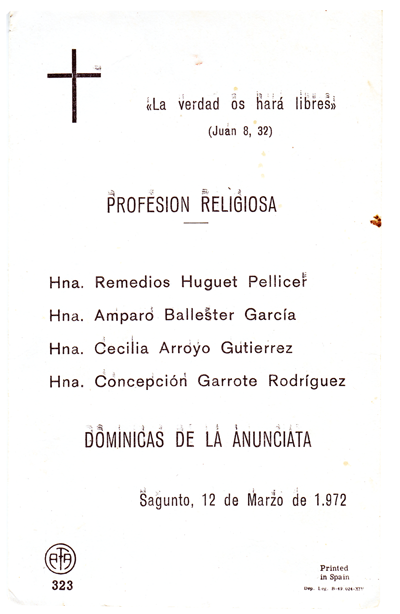 «La verdad os hará libres»
(Juan 8, 32)
PROFESION RELIGIOSA
Hna. Remedios Huguet Pellicer
Hna. Amparo Ballester García
Hna. Cecilia Arroyo Gutierrez
Hna. Concepción Garrote Rodríguez
DOMINICAS DE LA ANUNCIATA
Sagunto, 12 de Marzo de 1.972
323
Printed
in Spain
Dep. Leg.